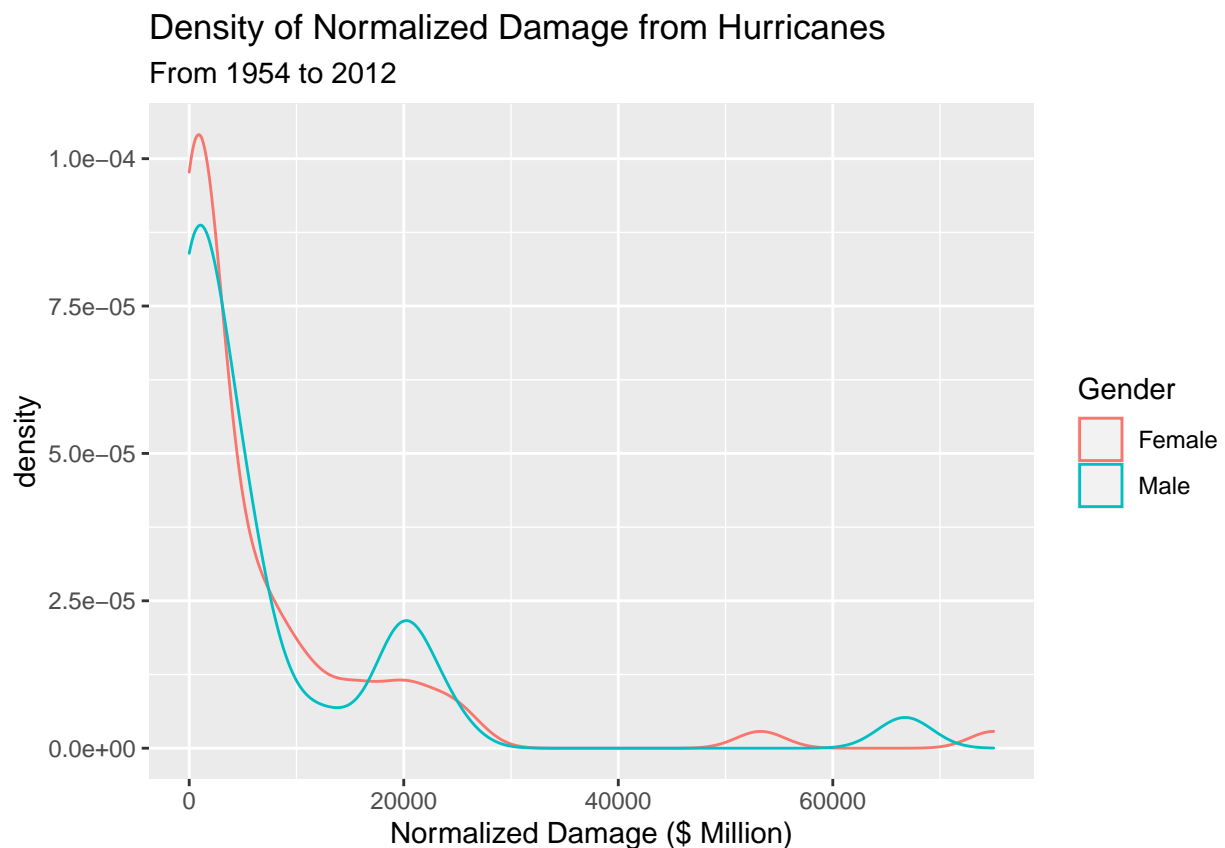 Density of Normalized Damage from Hurricanes
From 1954 to 2012
1.0e−04
7.5e−05
5.0e−05
2.5e−05
0.0e+00
density
0
20000
40000
60000
Normalized Damage ($ Million)
Gender
Female
Male